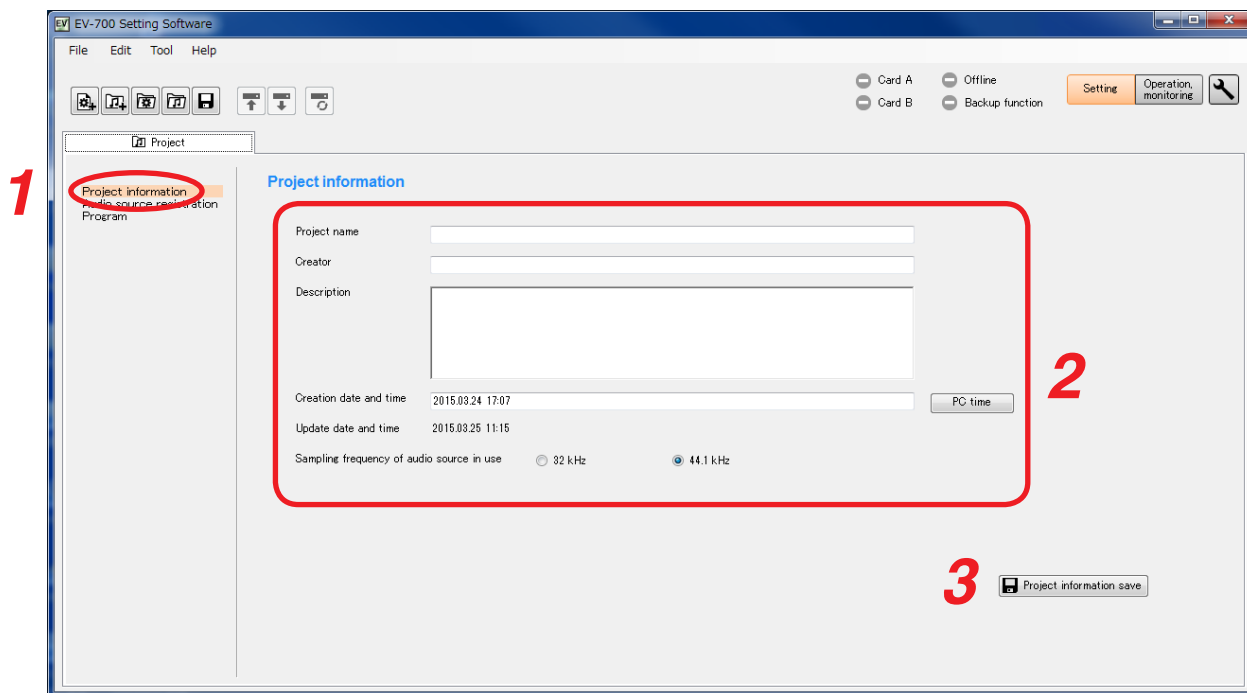 EV EV-700 Setting Software
File Edit Tool Help
Card A Offline
Card B Backup function
Setting
Operation,
monitoring
Project
1
Project information
Audio source registration
Program
Project information
Project name
Creator
Description
Creation date and time 2015.03.24 17:07 PC time
Update date and time 2015.03.25 11:15
Sampling frequency of audio source in use 32 kHz 44.1 kHz
2
3 Project information save